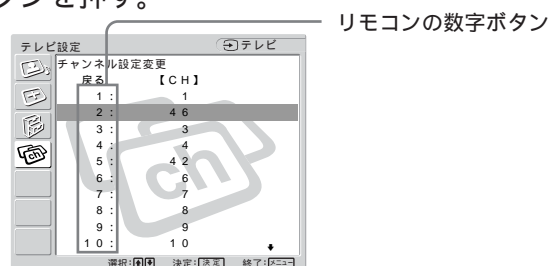 ンを押す。
リモコンの数字ボタン
テレビ設定 テレビ
チャンネル設定変更
戻る 【CH】
1: 1
2: 46
3: 3
4: 4
5: 42
6: 6
7: 7
8: 8
9: 9
10: 10
選択:↑↓ 決定:決定 終了:メニュー
ch
ch